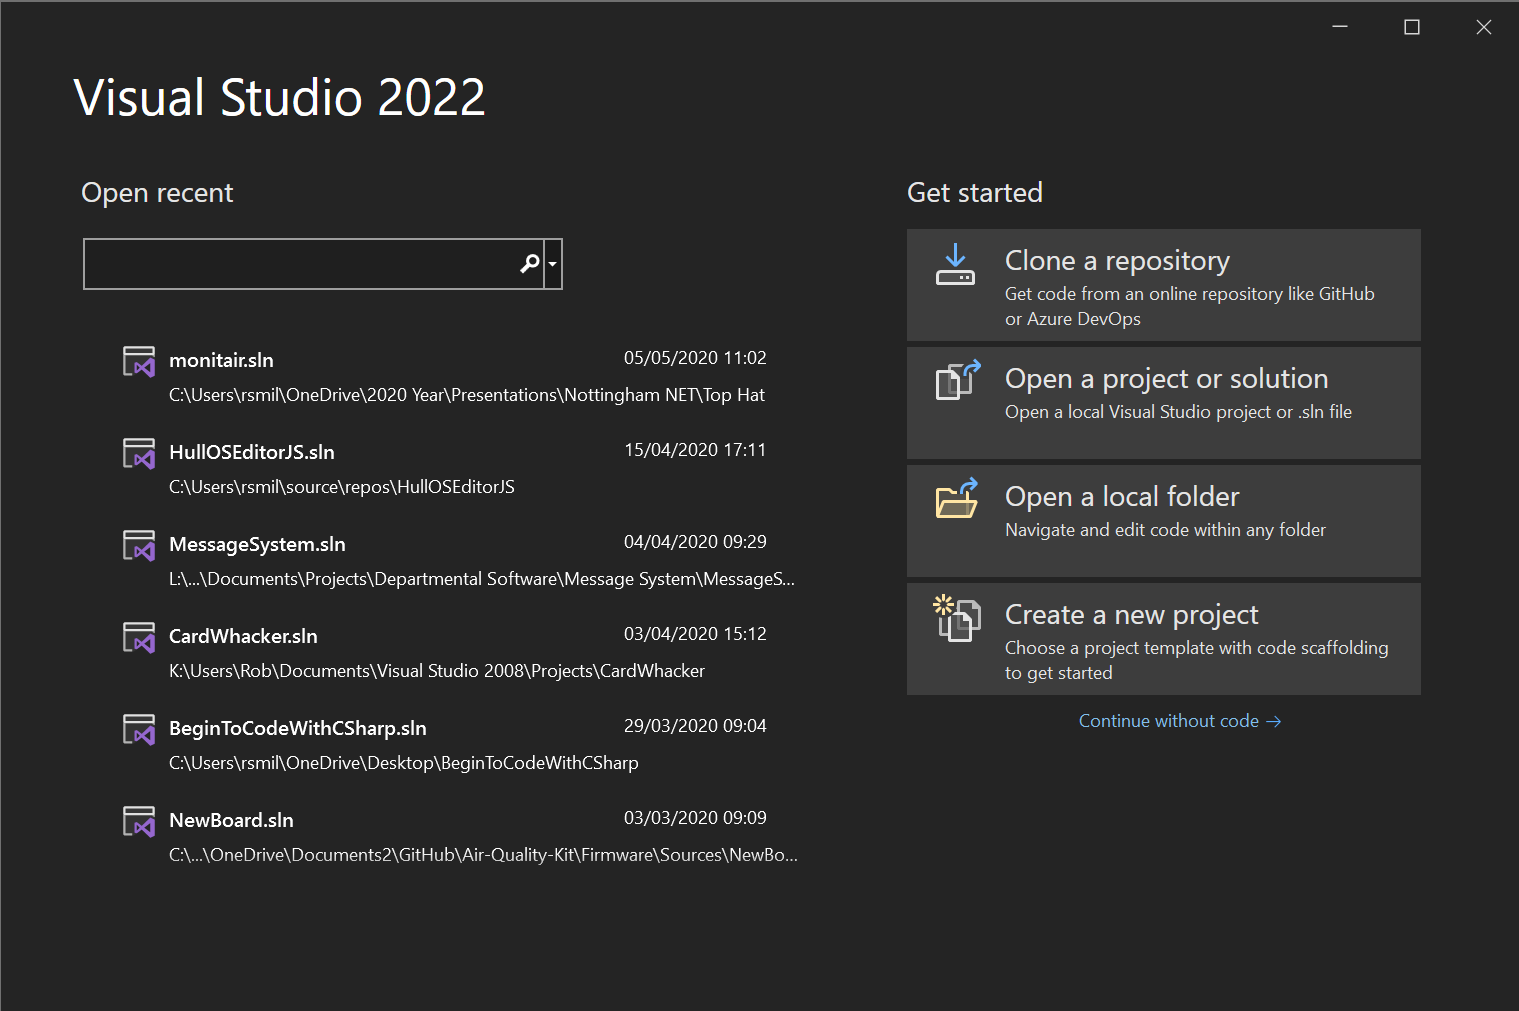 Visual Studio 2022
Open recent
monitair.sln 05/05/2020 11:02
C:\Users\rsmil\OneDrive\2020 Year\Presentations\Nottingham NET\Top Hat
HullOSEditorJS.sln 15/04/2020 17:11
C:\Users\rsmil\source\repos\HullOSEditorJS
MessageSystem.sln 04/04/2020 09:29
L:\...\Documents\Projects\Departmental Software\Message System\MessageS...
CardWhacker.sln 03/04/2020 15:12
K:\Users\Rob\Documents\Visual Studio 2008\Projects\CardWhacker
BeginToCodeWithCSharp.sln 29/03/2020 09:04
C:\Users\rsmil\OneDrive\Desktop\BeginToCodeWithCSharp
NewBoard.sln 03/03/2020 09:09
C:\...\OneDrive\Documents2\GitHub\Air-Quality-Kit\Firmware\Sources\NewBo...
Get started
Clone a repository
Get code from an online repository like GitHub
or Azure DevOps
Open a project or solution
Open a local Visual Studio project or .sln file
Open a local folder
Navigate and edit code within any folder
Create a new project
Choose a project template with code scaffolding
to get started
Continue without code →